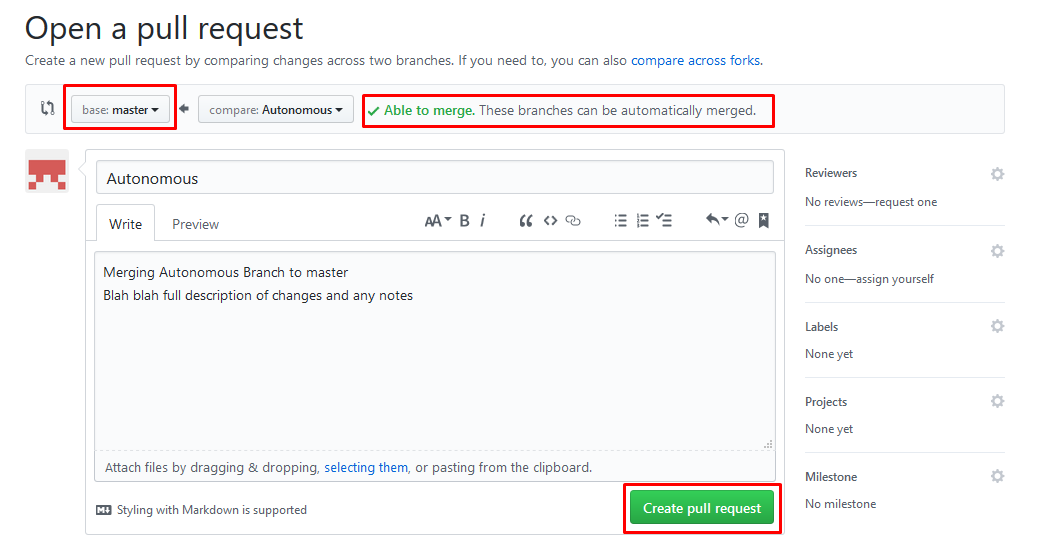 Open a pull request
Create a new pull request by comparing changes across two branches. If you need to, you can also compare across forks.
base: master
compare: Autonomous
Able to merge. These branches can be automatically merged.
Autonomous
Write Preview AA B i @
Merging Autonomous Branch to master
Blah blah full description of changes and any notes
Attach files by dragging & dropping, selecting them, or pasting from the clipboard.
Styling with Markdown is supported
Create pull request
Reviewers
No reviews—request one
Assignees
No one—assign yourself
Labels
None yet
Projects
None yet
Milestone
No milestone